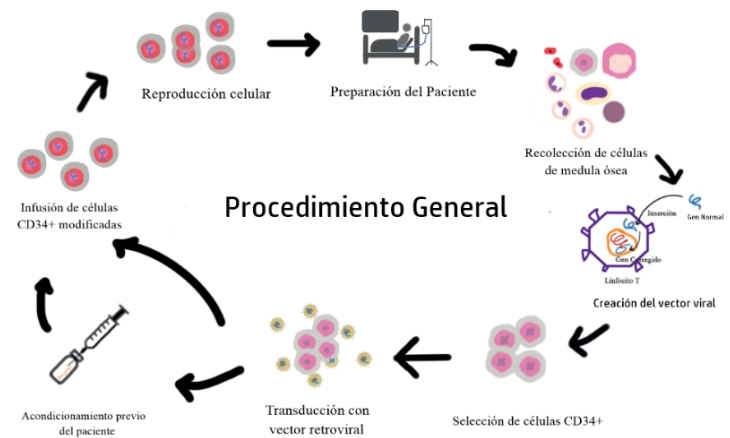 Reproducción celular
Preparación del Paciente
Recolección de células
de medula ósea
Inserción
Gen Normal
Gen Corregido
Linfocito T
Creación del vector viral
Procedimiento General
Infusión de células
CD34+ modificadas
Selección de células CD34+
Transducción con
vector retroviral
Acondicionamiento previo
del paciente